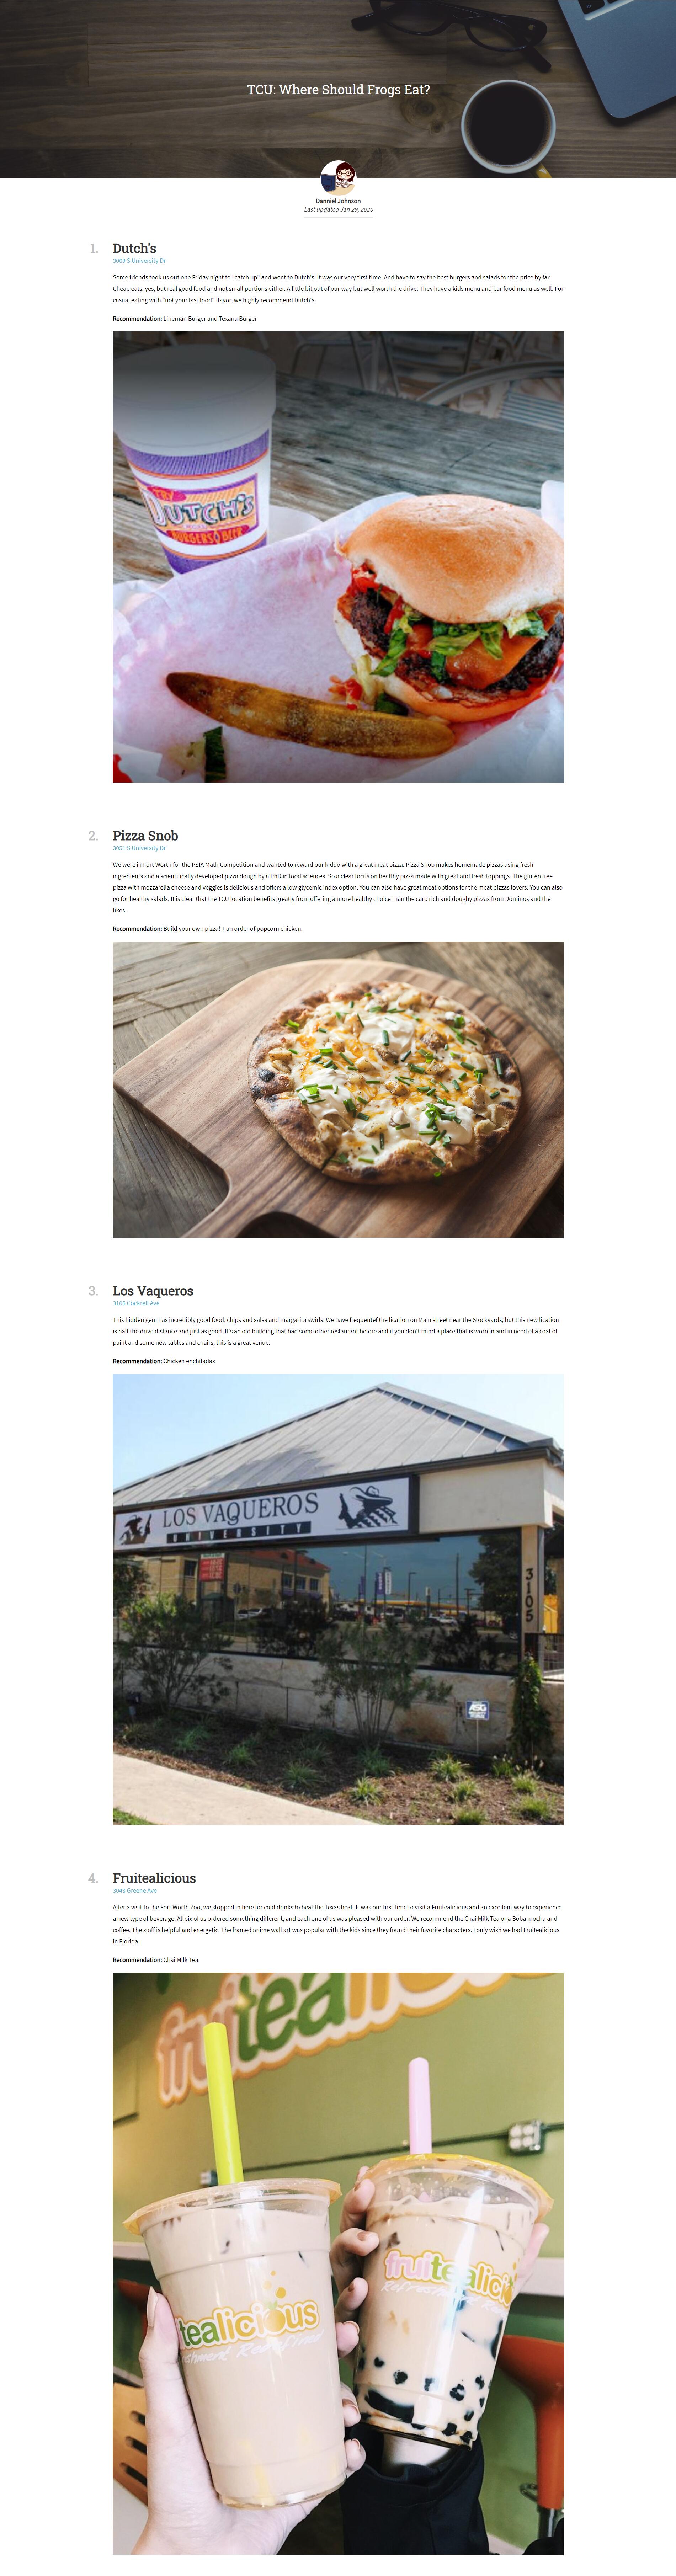 TCU: Where Should Frogs Eat?
Danniel Johnson
Last updated Jan 29, 2020
1. Dutch's
3009 S University Dr
Some friends took us out one Friday night to "catch up" and went to Dutch's. It was our very first time. And have to say the best burgers and salads for the price by far.
Cheap eats, yes, but real good food and not small portions either. A little bit out of our way but well worth the drive. They have a kids menu and bar food menu as well. For
casual eating with "not your fast food" flavor, we highly recommend Dutch's.
Recommendation: Lineman Burger and Texana Burger
TRY
DUTCH'S
BURGERS & BEER
2. Pizza Snob
3051 S University Dr
We were in Fort Worth for the PSIA Math Competition and wanted to reward our kiddo with a great meat pizza. Pizza Snob makes homemade pizzas using fresh
ingredients and a scientifically developed pizza dough by a PhD in food sciences. So a clear focus on healthy pizza made with great and fresh toppings. The gluten free
pizza with mozzarella cheese and veggies is delicious and offers a low glycemic index option. You can also have great meat options for the meat pizzas lovers. You can also
go for healthy salads. It is clear that the TCU location benefits greatly from offering a more healthy choice than the carb rich and doughy pizzas from Dominos and the
likes.
Recommendation: Build your own pizza! + an order of popcorn chicken.
3. Los Vaqueros
3105 Cockrell Ave
This hidden gem has incredibly good food, chips and salsa and margarita swirls. We have frequentef the lication on Main street near the Stockyards, but this new lication
is half the drive distance and just as good. It's an old building that had some other restaurant before and if you don't mind a place that is worn in and in need of a coat of
paint and some new tables and chairs, this is a great venue.
Recommendation: Chicken enchiladas
LOS VAQUEROS
UNIVERSITY
3105
4. Fruitealicious
3043 Greene Ave
After a visit to the Fort Worth Zoo, we stopped in here for cold drinks to beat the Texas heat. It was our first time to visit a Fruitealicious and an excellent way to experience
a new type of beverage. All six of us ordered something different, and each one of us was pleased with our order. We recommend the Chai Milk Tea or a Boba mocha and
coffee. The staff is helpful and energetic. The framed anime wall art was popular with the kids since they found their favorite characters. I only wish we had Fruitealicious
in Florida.
Recommendation: Chai Milk Tea
fruitealicio
tealicious
fruitealici